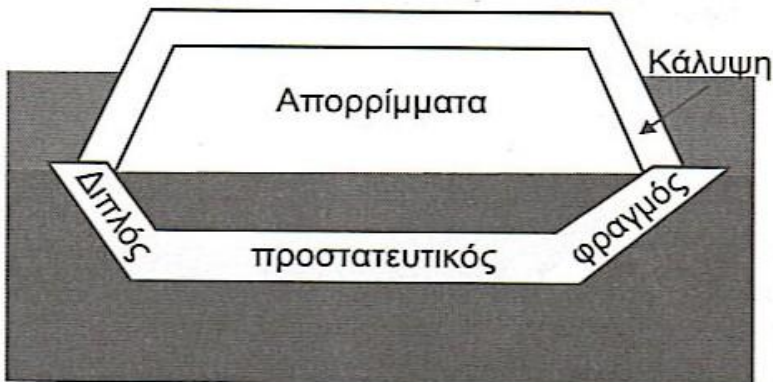 Κάλυψη
Απορρίμματα
Διπλός
προστατευτικός
φραγμός